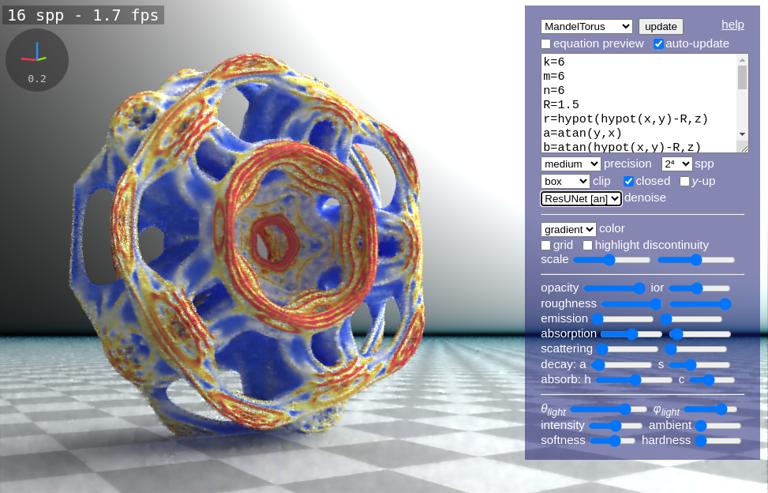 16 spp - 1.7 fps
0.2
MandelTorus update help
equation preview auto-update
k=6
m=6
n=6
R=1.5
r=hypot(hypot(x,y)-R,z)
a=atan(y,x)
b=atan(hypot(x,y)-R,z)
medium precision 2⁴ spp
box clip closed y-up
ResUNet [an] denoise
gradient color
grid highlight discontinuity
scale
opacity ior
roughness
emission
absorption
scattering
decay: a s
absorb: h c
θlight φlight
intensity ambient
softness hardness